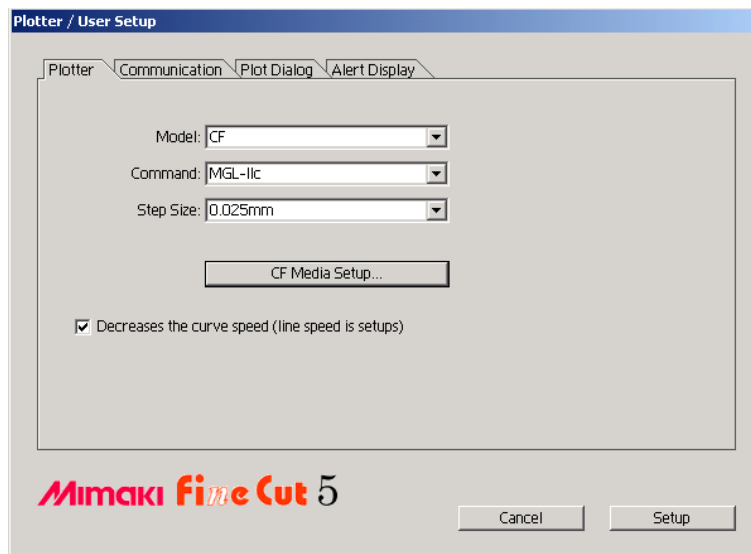 Plotter / User Setup
Plotter Communication Plot Dialog Alert Display
Model: CF
Command: MGL-IIc
Step Size: 0.025mm
CF Media Setup...
Decreases the curve speed (line speed is setups)
Mimaki Fine Cut 5
Cancel Setup